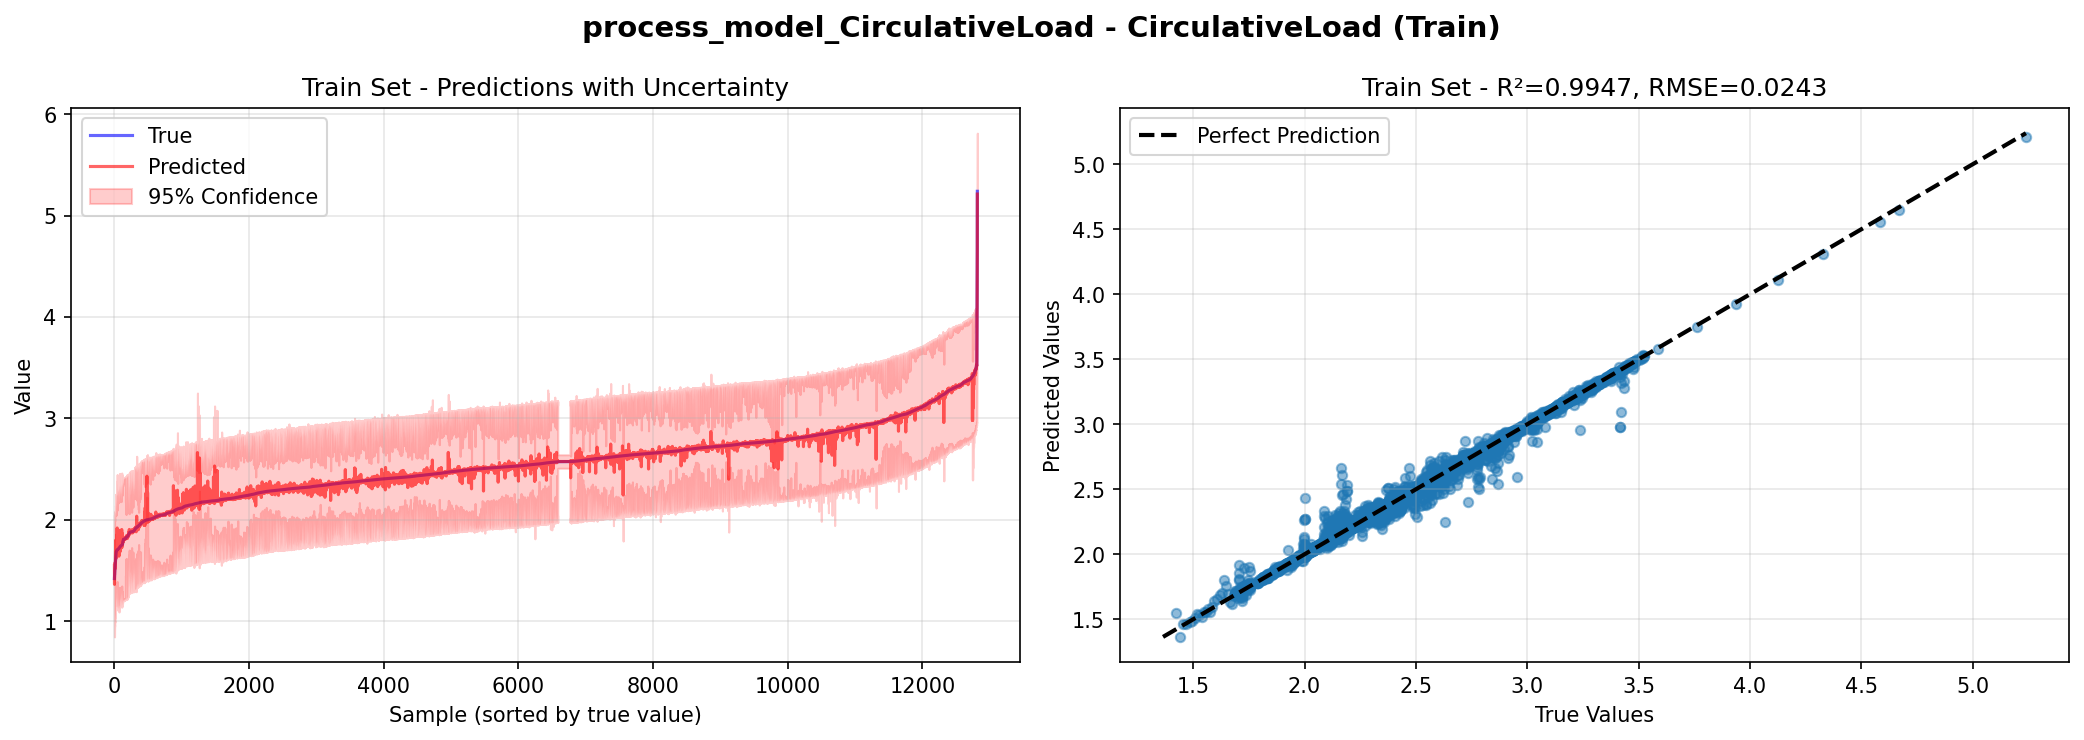 process_model_CirculativeLoad - CirculativeLoad (Train)
Train Set - Predictions with Uncertainty
6
5
4
3
2
1
Value
True
Predicted
95% Confidence
0 2000 4000 6000 8000 10000 12000
Sample (sorted by true value)
Train Set - R²=0.9947, RMSE=0.0243
Perfect Prediction
5.0
4.5
4.0
3.5
3.0
2.5
2.0
1.5
Predicted Values
1.5 2.0 2.5 3.0 3.5 4.0 4.5 5.0
True Values